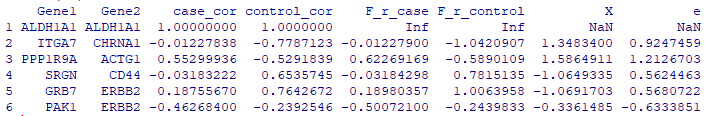 Gene1 Gene2 case_cor control_cor F_r_case F_r_control X e
1 ALDH1A1 ALDH1A1 1.00000000 1.0000000 Inf Inf NaN NaN
2 ITGA7 CHRNA1 -0.01227838 -0.7787123 -0.01227900 -1.0420907 1.3483400 0.9247459
3 PPP1R9A ACTG1 0.55299936 -0.5291839 0.62269169 -0.5890109 1.5864911 1.2126703
4 SRGN CD44 -0.03183222 0.6535745 -0.03184298 0.7815135 -1.0649335 0.5624463
5 GRB7 ERBB2 0.18755670 0.7642672 0.18980357 1.0063958 -1.0691703 0.5680722
6 PAK1 ERBB2 -0.46268400 -0.2392546 -0.50072100 -0.2439833 -0.3361485 -0.6333851